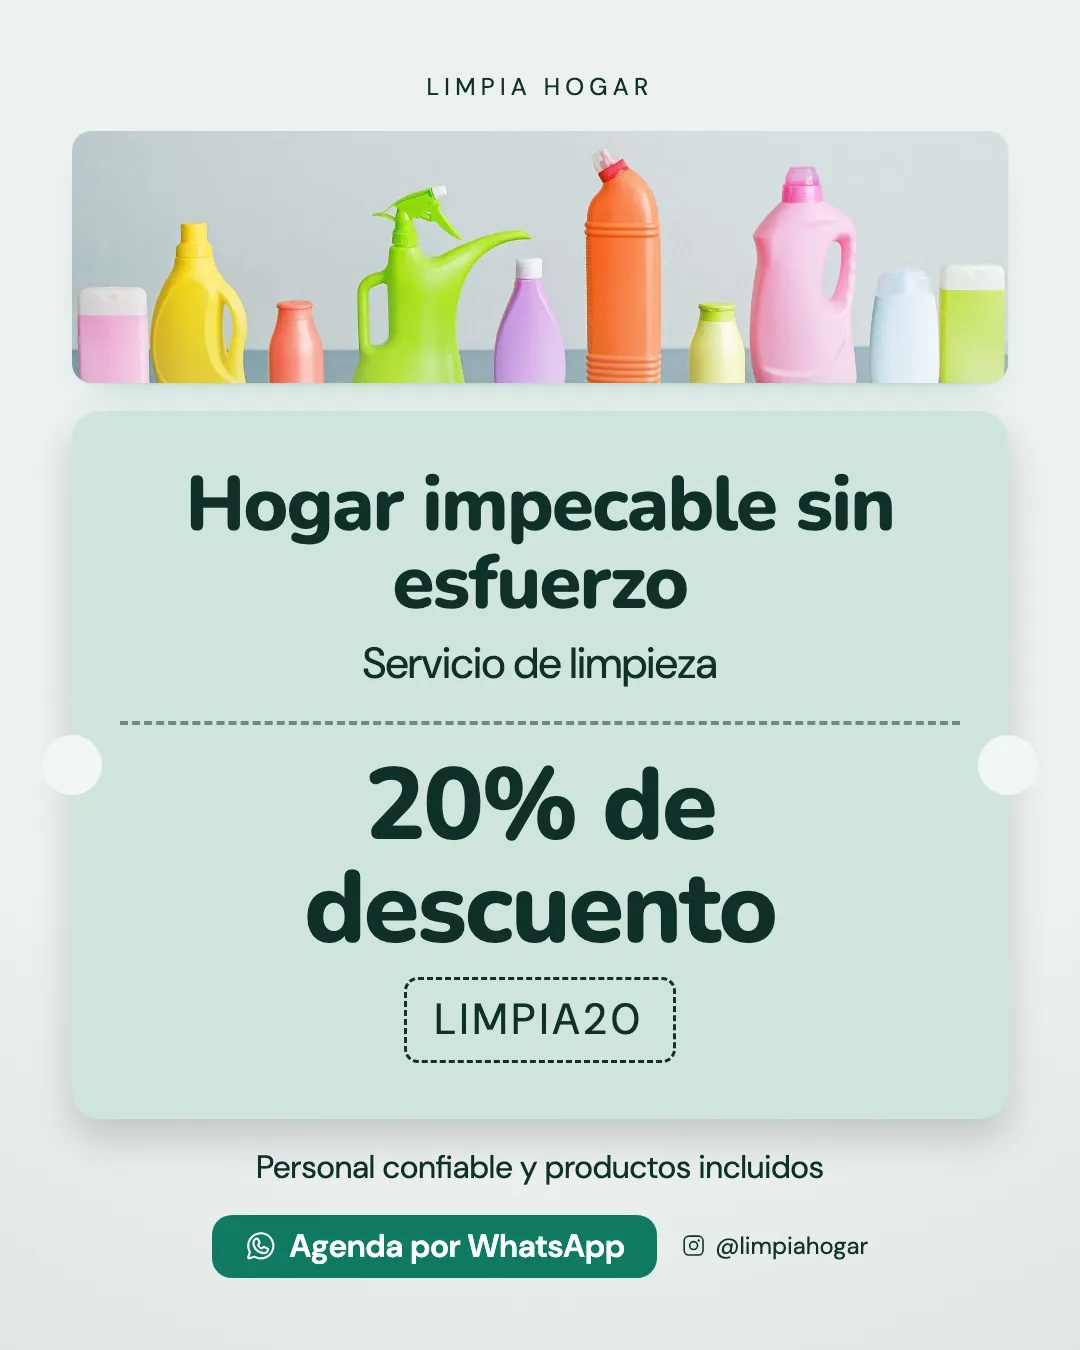 LIMPIA HOGAR
Hogar impecable sin
esfuerzo
Servicio de limpieza
20% de
descuento
LIMPIA20
Personal confiable y productos incluidos
Agenda por WhatsApp
@limpiahogar